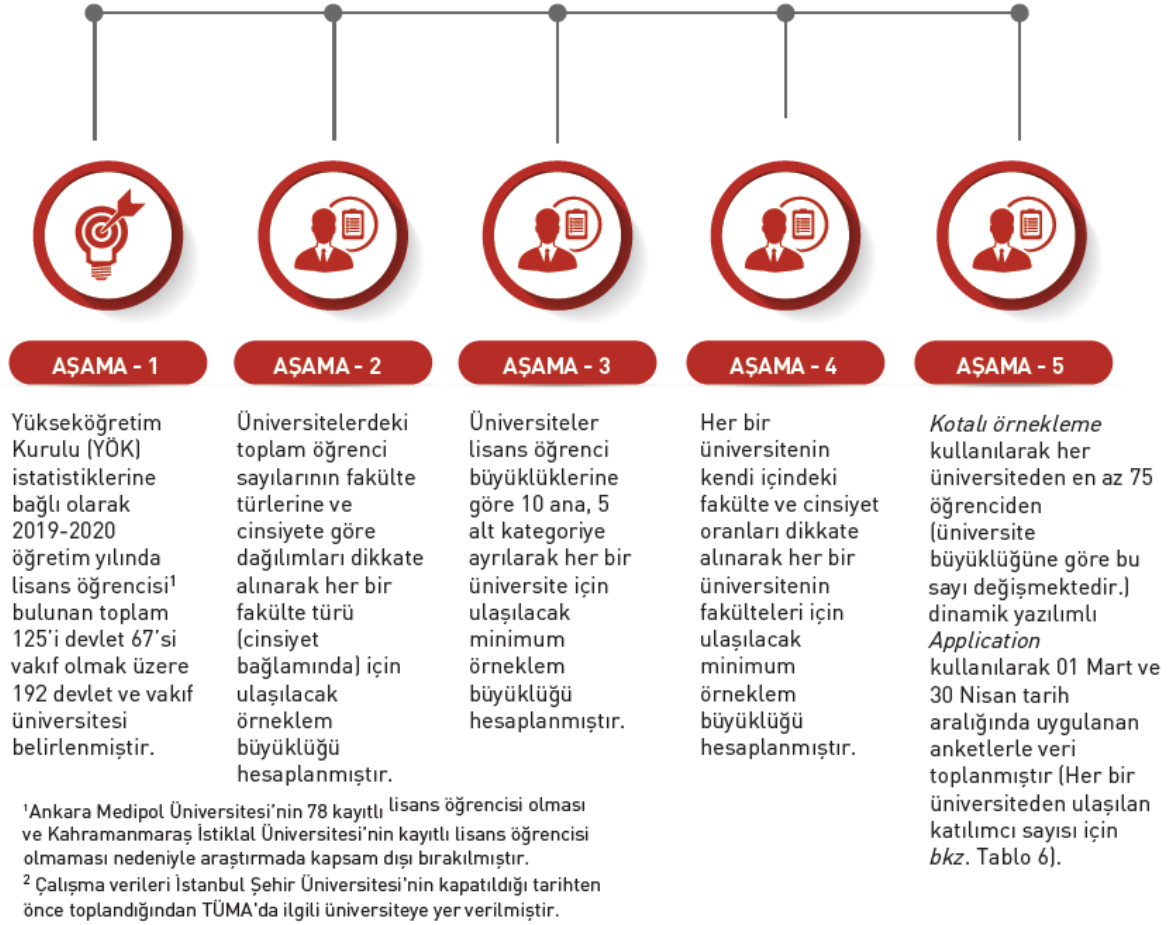 AŞAMA - 1
Yükseköğretim
Kurulu (YÖK)
istatistiklerine
bağlı olarak
2019-2020
öğretim yılında
lisans öğrencisi¹
bulunan toplam
125'i devlet 67'si
vakıf olmak üzere
192 devlet ve vakıf
üniversitesi
belirlenmiştir.
AŞAMA - 2
Üniversitelerdeki
toplam öğrenci
sayılarının fakülte
türlerine ve
cinsiyete göre
dağılımları dikkate
alınarak her bir
fakülte türü
(cinsiyet
bağlamında) için
ulaşılacak
örneklem
büyüklüğü
hesaplanmıştır.
AŞAMA - 3
Üniversiteler
lisans öğrenci
büyüklüklerine
göre 10 ana, 5
alt kategoriye
ayrılarak her bir
üniversite için
ulaşılacak
minimum
örneklem
büyüklüğü
hesaplanmıştır.
AŞAMA - 4
Her bir
üniversitenin
kendi içindeki
fakülte ve cinsiyet
oranları dikkate
alınarak her bir
üniversitenin
fakülteleri için
ulaşılacak
minimum
örneklem
büyüklüğü
hesaplanmıştır.
AŞAMA - 5
Kotalı örnekleme
kullanılarak her
üniversiteden en az 75
öğrenciden
(üniversite
büyüklüğüne göre bu
sayı değişmektedir.)
dinamik yazılımlı
Application
kullanılarak 01 Mart ve
30 Nisan tarih
aralığında uygulanan
anketlerle veri
toplanmıştır (Her bir
üniversiteden ulaşılan
katılımcı sayısı için
bkz. Tablo 6).
¹Ankara Medipol Üniversitesi'nin 78 kayıtlı lisans öğrencisi olması
ve Kahramanmaraş İstiklal Üniversitesi'nin kayıtlı lisans öğrencisi
olmaması nedeniyle araştırmada kapsam dışı bırakılmıştır.
² Çalışma verileri İstanbul Şehir Üniversitesi'nin kapatıldığı tarihten
önce toplandığından TÜMA'da ilgili üniversiteye yer verilmiştir.